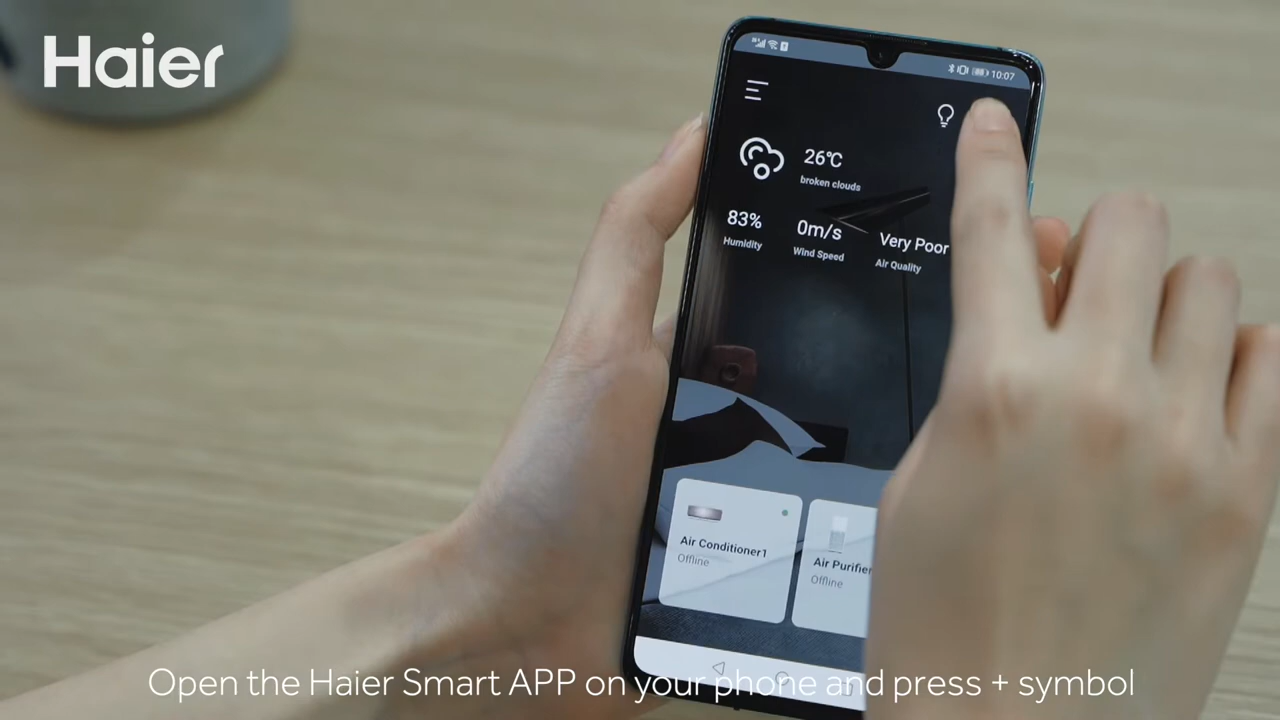 Haier
10:07
26°C
broken clouds
83%
Humidity
0m/s
Wind Speed
Very Poor
Air Quality
Air Conditioner1
Offline
Air Purifier
Offline
Open the Haier Smart APP on your phone and press + symbol